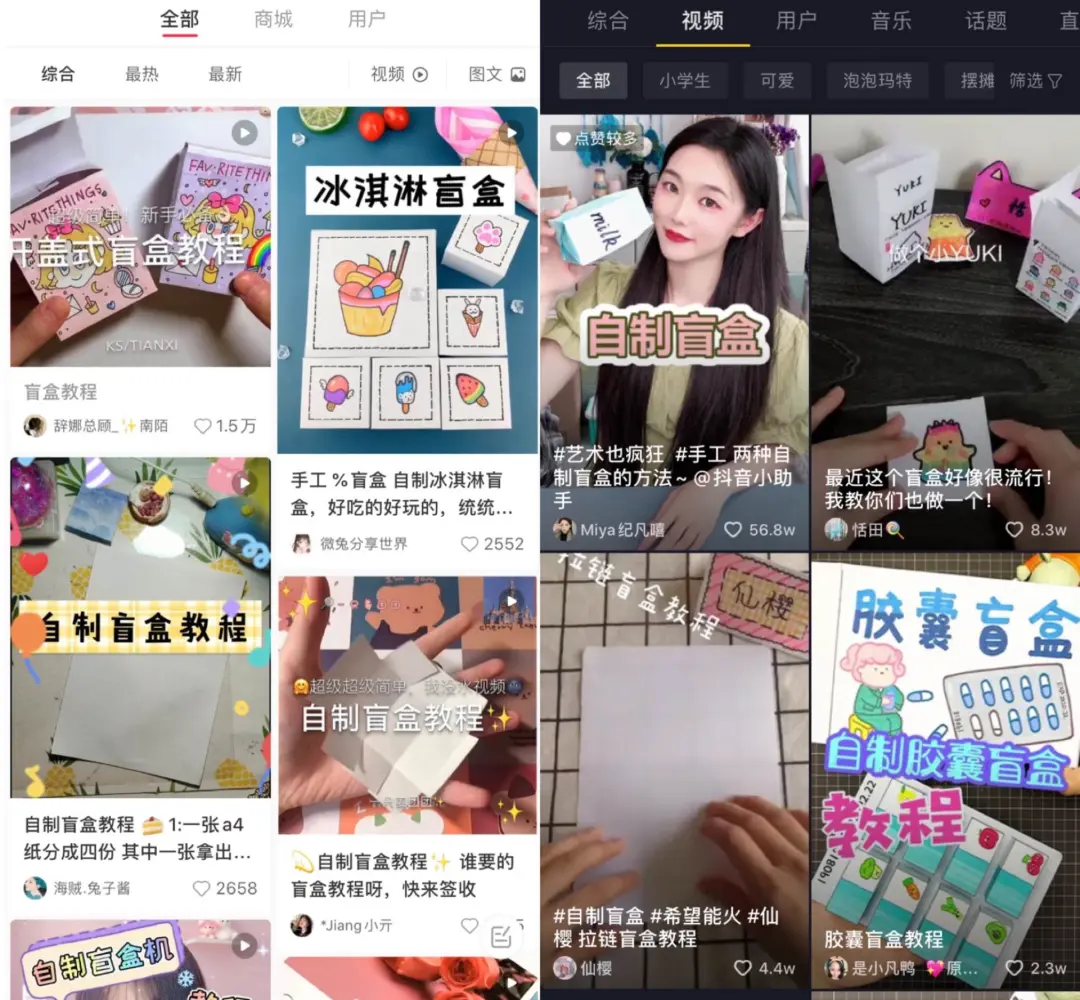 全部
商城
用户
综合
最热
最新
视频
图文
FAV·RITE THINGS
FAV·RITE THIN
超级简单！新手必备
开盖式盲盒教程
KS/TIANXI
盲盒教程
辞娜总顾_✨南陌
1.5万
自制盲盒教程
自制盲盒教程 🍰 1:一张a4
纸分成四份 其中一张拿出...
海贼.兔子酱
2658
自制盲盒机
教程
冰淇淋盲盒
手工%盲盒 自制冰淇淋盲
盒，好吃的好玩的，统统...
微兔分享世界
2552
🤗超级超级简单，我没水视频🌚
自制盲盒教程✨
💫自制盲盒教程✨ 谁要的
盲盒教程呀，快来签收
*Jiang小亓
综合
视频
用户
音乐
话题
直
全部
小学生
可爱
泡泡玛特
摆摊
筛选
点赞较多
milk
自制盲盒
#艺术也疯狂 #手工 两种自
制盲盒的方法~@抖音小助
手
Miya纪凡嘻
56.8w
YUKI
YUKI
恬
做个小YUKI
最近这个盲盒好像很流行！
我教你们也做一个！
恬田🍭
8.3w
拉链盲盒教程
仙樱
#自制盲盒 #希望能火 #仙
樱 拉链盲盒教程
仙樱
4.4w
胶囊盲盒
自制胶囊盲盒
教程
胶囊盲盒教程
是小凡鸭 💖原...
2.3w